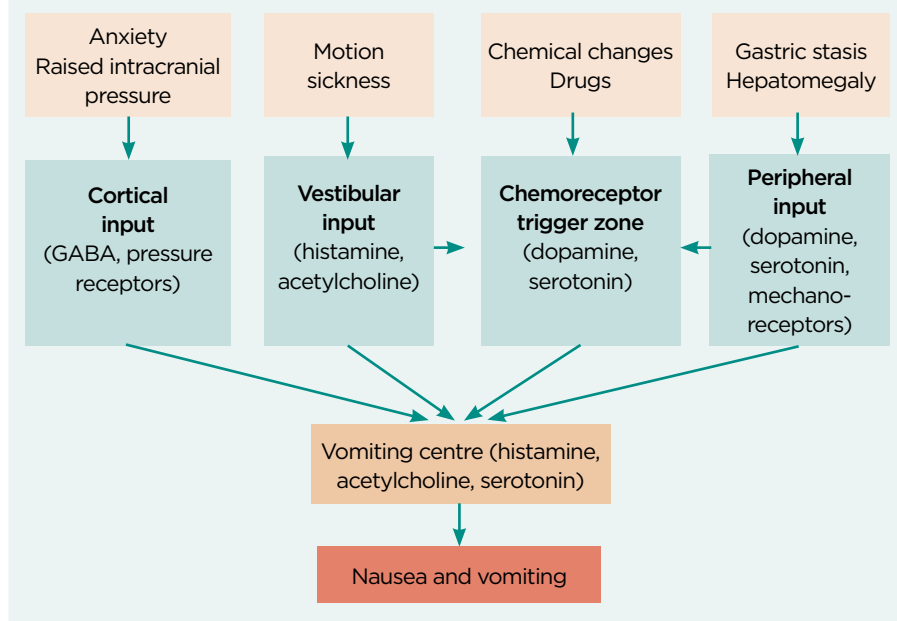 Anxiety
Raised intracranial
pressure
Motion
sickness
Chemical changes
Drugs
Gastric stasis
Hepatomegaly
Cortical
input
(GABA, pressure
receptors)
Vestibular
input
(histamine,
acetylcholine)
Chemoreceptor
trigger zone
(dopamine,
serotonin)
Peripheral
input
(dopamine,
serotonin,
mechano-
receptors)
Vomiting centre (histamine,
acetylcholine, serotonin)
Nausea and vomiting